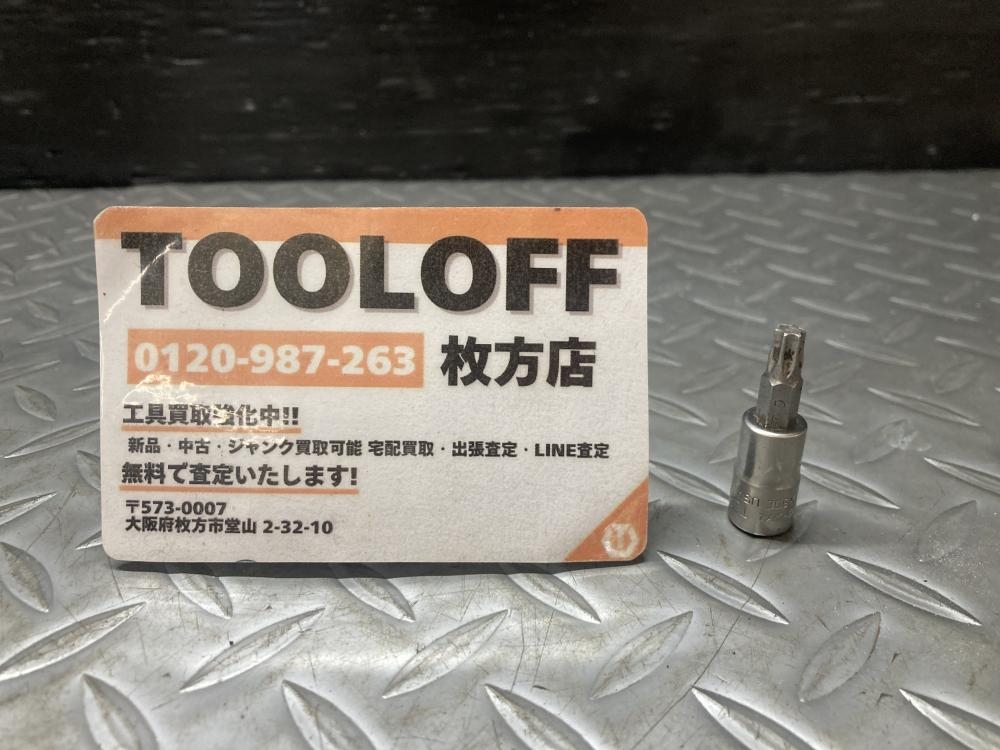 TOOLOFF
0120-987-263 枚方店
工具買取強化中!!
新品・中古・ジャンク買取可能 宅配買取・出張査定・LINE査定
無料で査定いたします!
〒573-0007
大阪府枚方市堂山 2-32-10